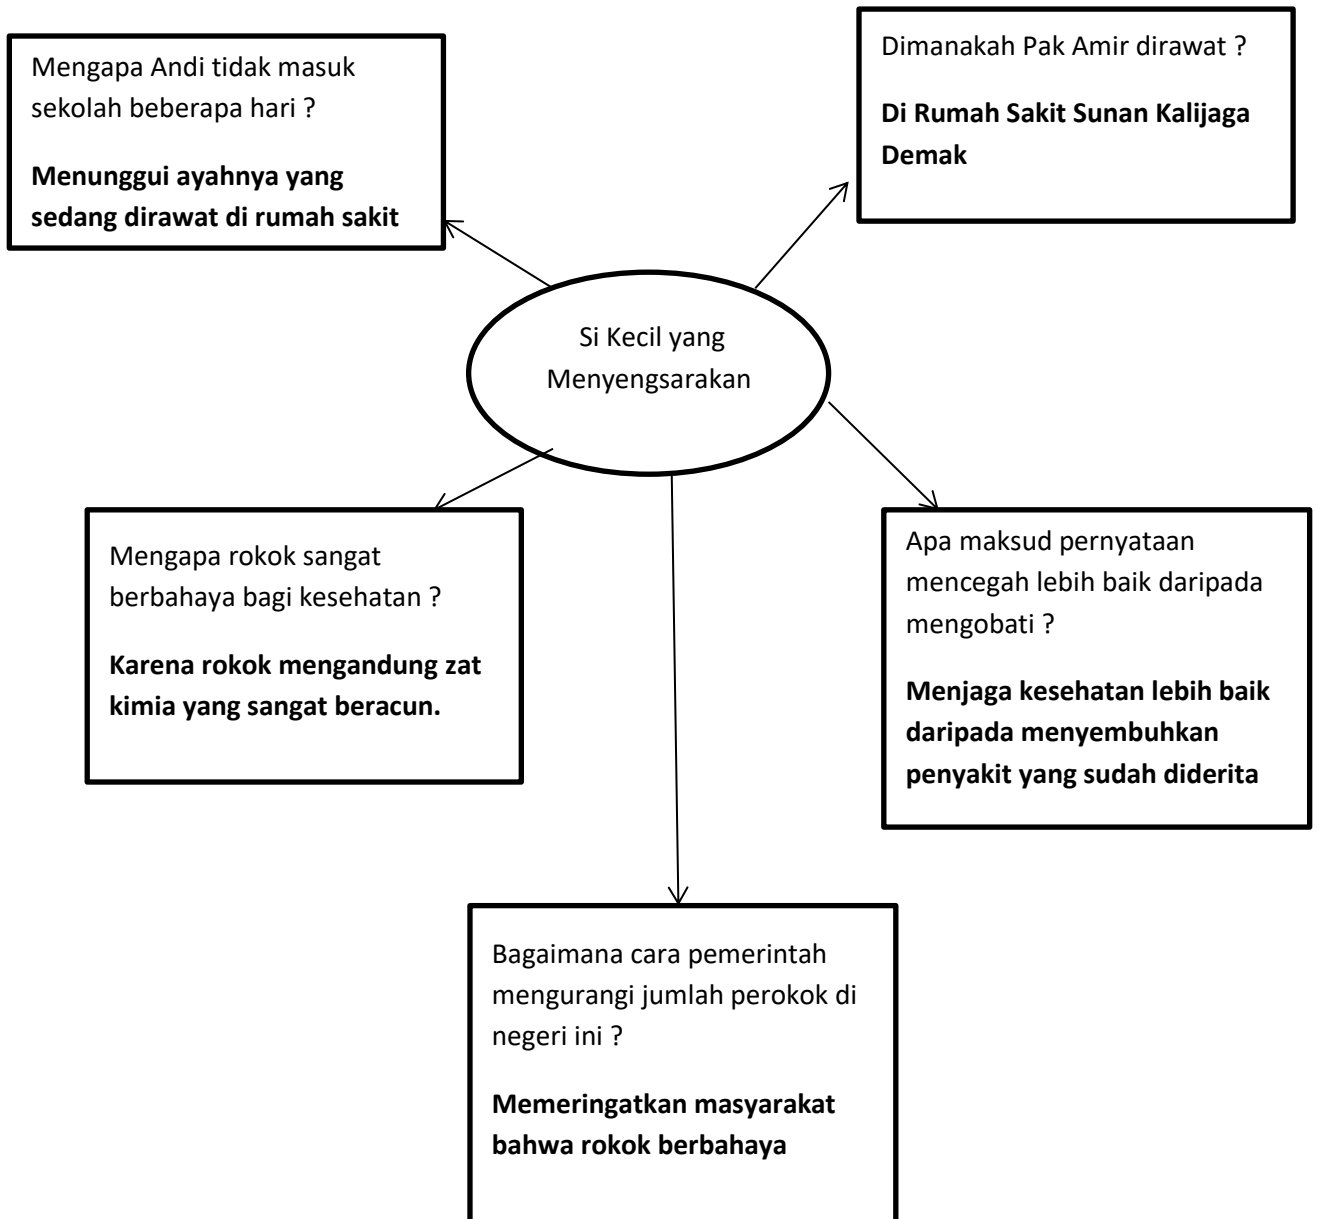 Mengapa Andi tidak masuk
sekolah beberapa hari ?
Menunggui ayahnya yang
sedang dirawat di rumah sakit
Dimanakah Pak Amir dirawat ?
Di Rumah Sakit Sunan Kalijaga
Demak
Si Kecil yang
Menyengsarakan
Mengapa rokok sangat
berbahaya bagi kesehatan ?
Karena rokok mengandung zat
kimia yang sangat beracun.
Apa maksud pernyataan
mencegah lebih baik daripada
mengobati ?
Menjaga kesehatan lebih baik
daripada menyembuhkan
penyakit yang sudah diderita
Bagaimana cara pemerintah
mengurangi jumlah perokok di
negeri ini ?
Memeringatkan masyarakat
bahwa rokok berbahaya